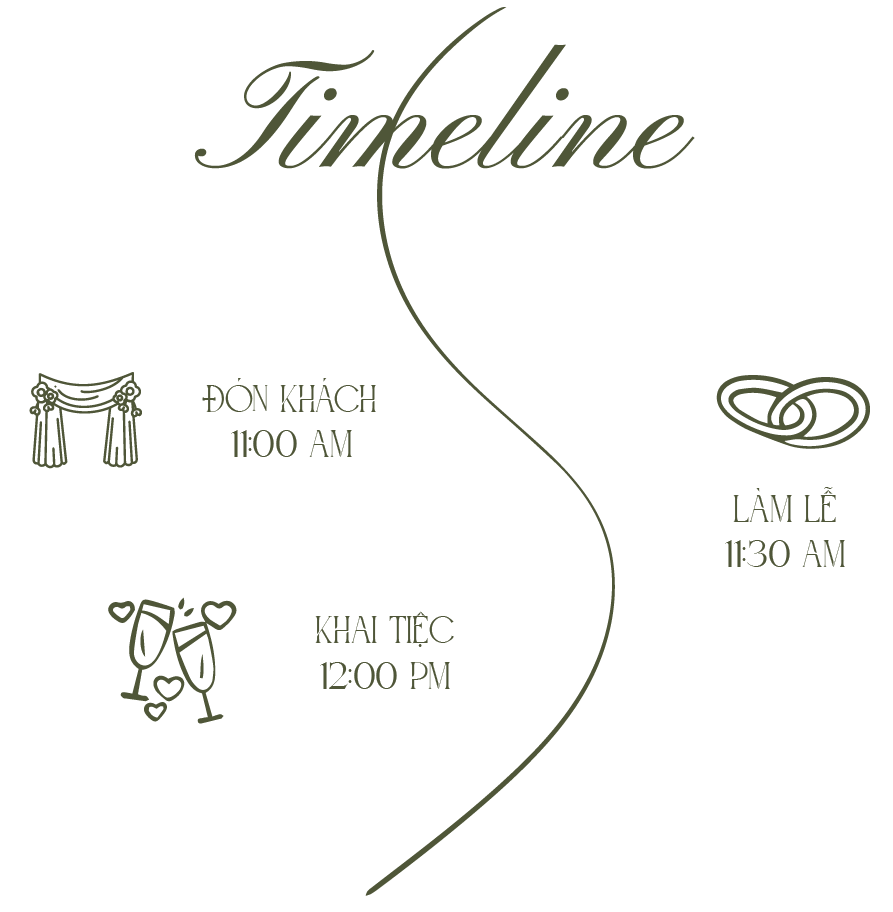 Timeline
ĐÓN KHÁCH
11:00 AM
LÀM LỄ
11:30 AM
KHAI TIỆC
12:00 PM